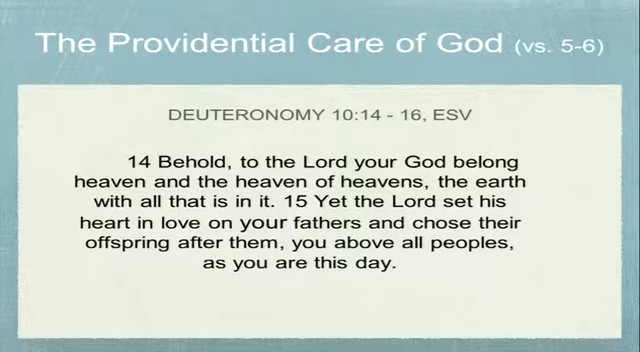 The Providential Care of God (vs. 5-6)
DEUTERONOMY 10:14 - 16, ESV
14 Behold, to the Lord your God belong
heaven and the heaven of heavens, the earth
with all that is in it. 15 Yet the Lord set his
heart in love on your fathers and chose their
offspring after them, you above all peoples,
as you are this day.